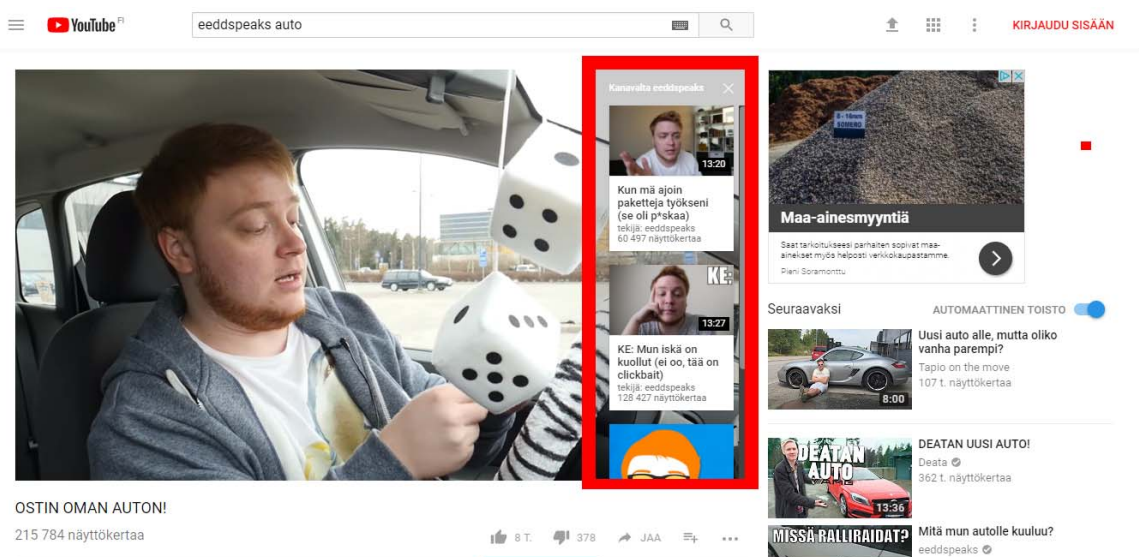 YouTube FI
eeddspeaks auto
KIRJAUDU SISÄÄN
Kanavalta eeddspeaks
13:20
Kun mä ajoin
paketteja työkseni
(se oli p*skaa)
tekijä: eeddspeaks
60 497 näyttökertaa
KE:
13:27
KE: Mun iskä on
kuollut (ei oo, tää on
clickbait)
tekijä: eeddspeaks
128 427 näyttökertaa
OSTIN OMAN AUTON!
215 784 näyttökertaa
8 T.
378
JAA
0 - 16mm
SOMERO
Maa-ainesmyyntiä
Saat tarkoitukseesi parhaiten sopivat maa-
ainekset myös helposti verkkokaupastamme.
Pieni Soramonttu
Seuraavaksi
AUTOMAATTINEN TOISTO
8:00
Uusi auto alle, mutta oliko
vanha parempi?
Tapio on the move
107 t. näyttökertaa
DEATAN
AUTO
13:36
DEATAN UUSI AUTO!
Deata
362 t. näyttökertaa
MISSÄ RALLIRAIDAT?
Mitä mun autolle kuuluu?
eeddspeaks